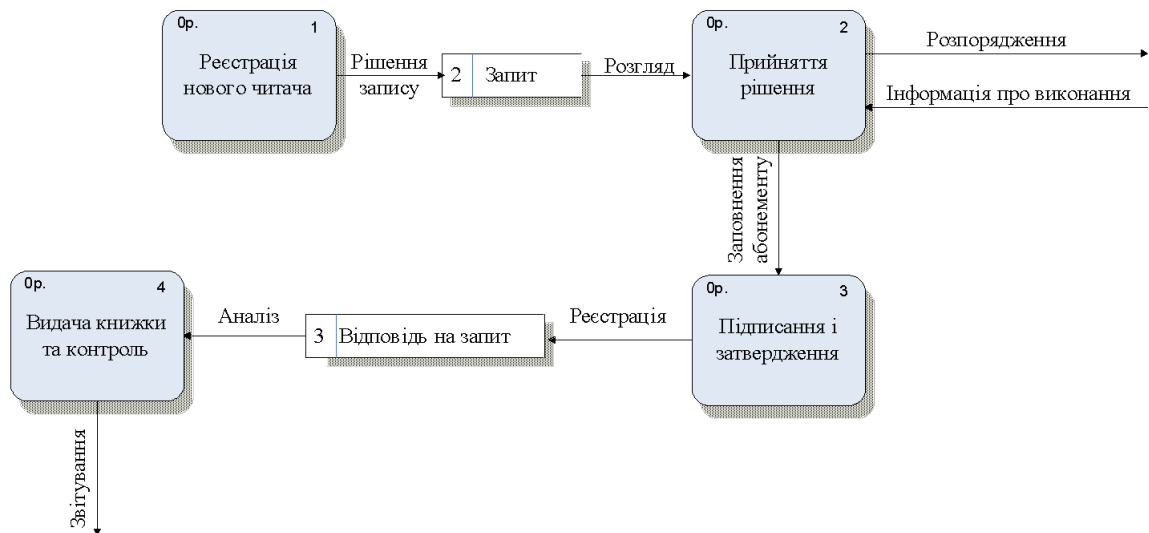 0р. 1
Реєстрація
нового читача
Рішення
запису
2 Запит
Розгляд
0р. 2
Прийняття
рішення
Розпорядження
Інформація про виконання
Заповнення
абонементу
0р. 3
Підписання і
затвердження
Реєстрація
3 Відповідь на запит
Аналіз
0р. 4
Видача книжки
та контроль
Звітування